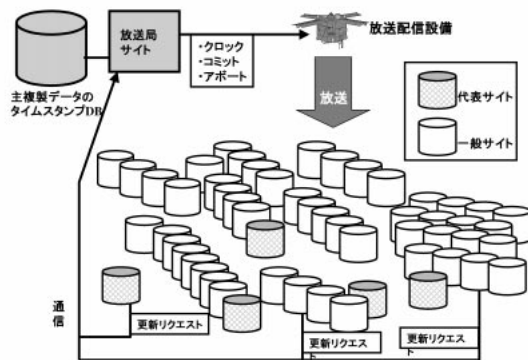 放送局
サイト
・クロック
・コミット
・アボート
放送配信設備
主複製データの
タイムスタンプDB
放送
代表サイト
一般サイト
通信
更新リクエスト
更新リクエス
ト
更新リクエス
ト